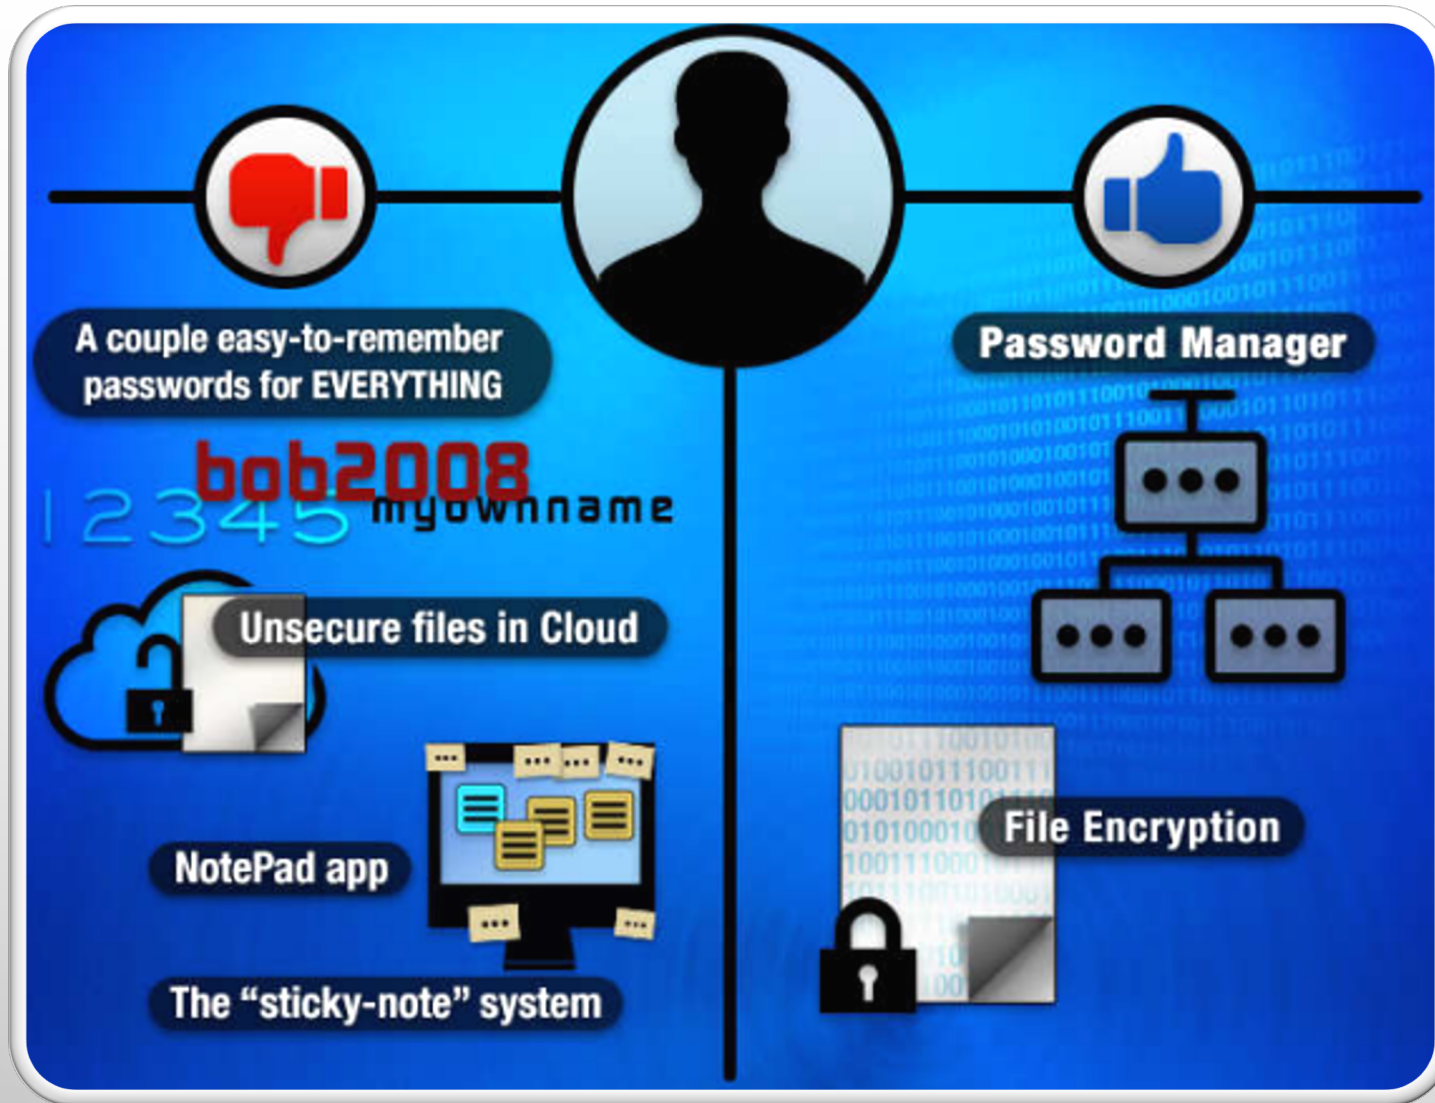 A couple easy-to-remember
passwords for EVERYTHING
bob2008
12345
myownname
Unsecure files in Cloud
NotePad app
The “sticky-note” system
Password Manager
File Encryption